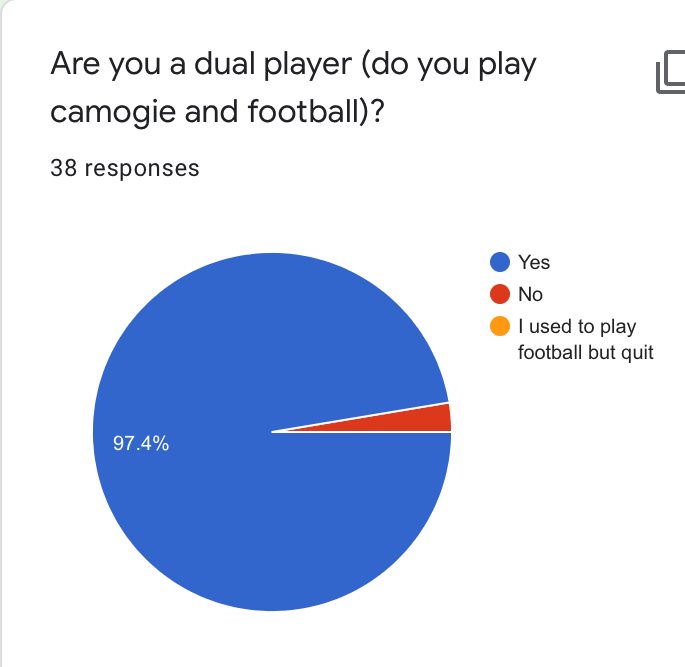 Are you a dual player (do you play
camogie and football)?
38 responses
Yes
No
I used to play
football but quit
97.4%